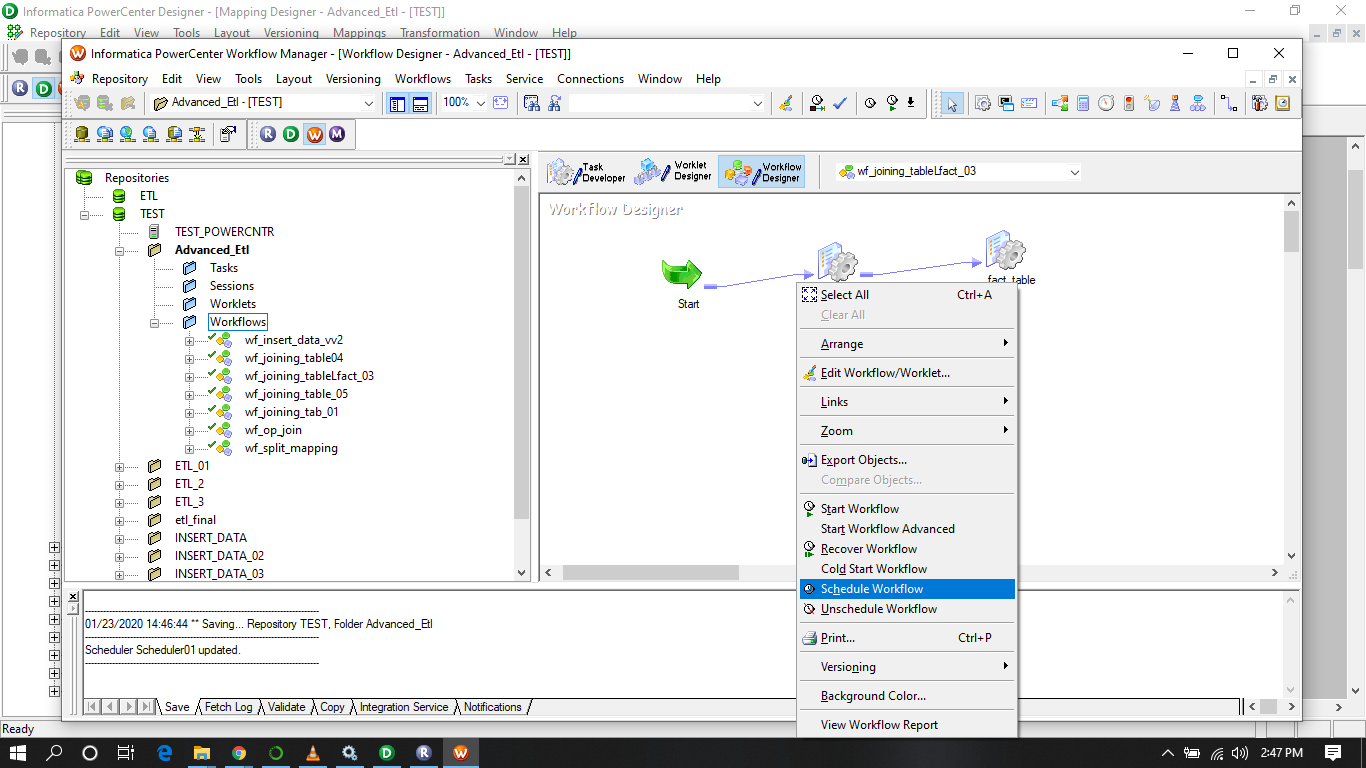 Informatica PowerCenter Designer - [Mapping Designer - Advanced_Etl - [TEST]]
Repository Edit View Tools Layout Versioning Mappings Transformation Window Help
Informatica PowerCenter Workflow Manager - [Workflow Designer - Advanced_Etl - [TEST]]
Repository Edit View Tools Layout Versioning Workflows Tasks Service Connections Window Help
Advanced_Etl - [TEST] 100%
R D W M
Repositories
ETL
TEST
TEST_POWERCNTR
Advanced_Etl
Tasks
Sessions
Worklets
Workflows
wf_insert_data_vv2
wf_joining_table04
wf_joining_tableLfact_03
wf_joining_table_05
wf_joining_tab_01
wf_op_join
wf_split_mapping
ETL_01
ETL_2
ETL_3
etl_final
INSERT_DATA
INSERT_DATA_02
INSERT_DATA_03
Task Developer
Worklet Designer
Workflow Designer
wf_joining_tableLfact_03
Workflow Designer
Start
fact_table
Select All Ctrl+A
Clear All
Arrange
Edit Workflow/Worklet...
Links
Zoom
Export Objects...
Compare Objects...
Start Workflow
Start Workflow Advanced
Recover Workflow
Cold Start Workflow
Schedule Workflow
Unschedule Workflow
Print... Ctrl+P
Versioning
Background Color...
View Workflow Report
01/23/2020 14:46:44 ** Saving... Repository TEST, Folder Advanced_Etl
Scheduler Scheduler01 updated.
Save Fetch Log Validate Copy Integration Service Notifications
Ready
2:47 PM